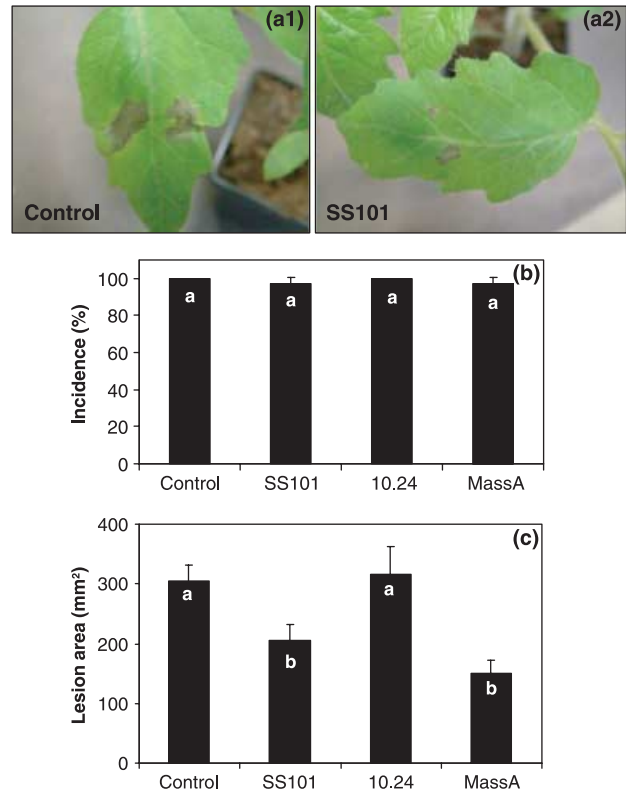 (a1)
(a2)
Control
SS101
(b)
Incidence (%)
100
80
60
40
20
0
a
a
a
a
Control SS101 10.24 MassA
(c)
Lesion area (mm²)
400
300
200
100
0
a
b
a
b
Control SS101 10.24 MassA